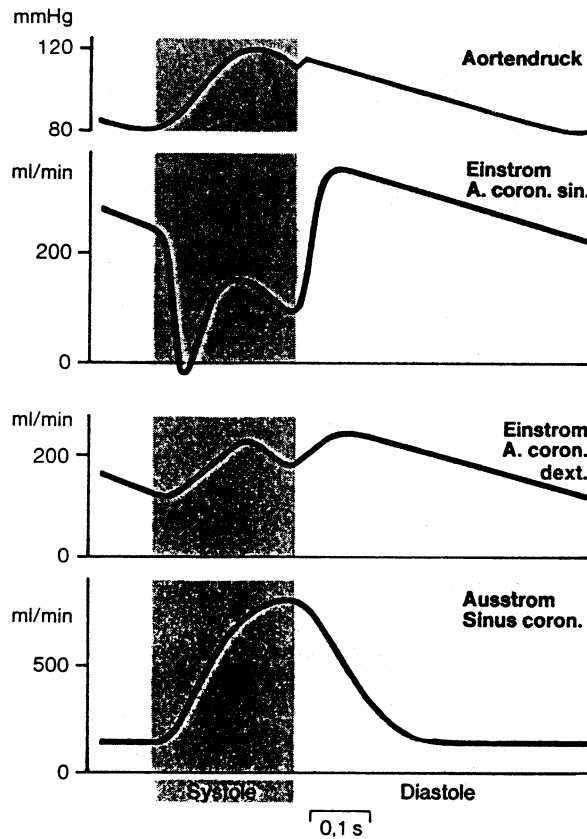 mmHg
120
80
Aortendruck
ml/min
200
0
Einstrom
A. coron. sin.
ml/min
200
0
Einstrom
A. coron.
dext.
ml/min
500
0
Ausstrom
Sinus coron.
Systole
Diastole
0,1 s